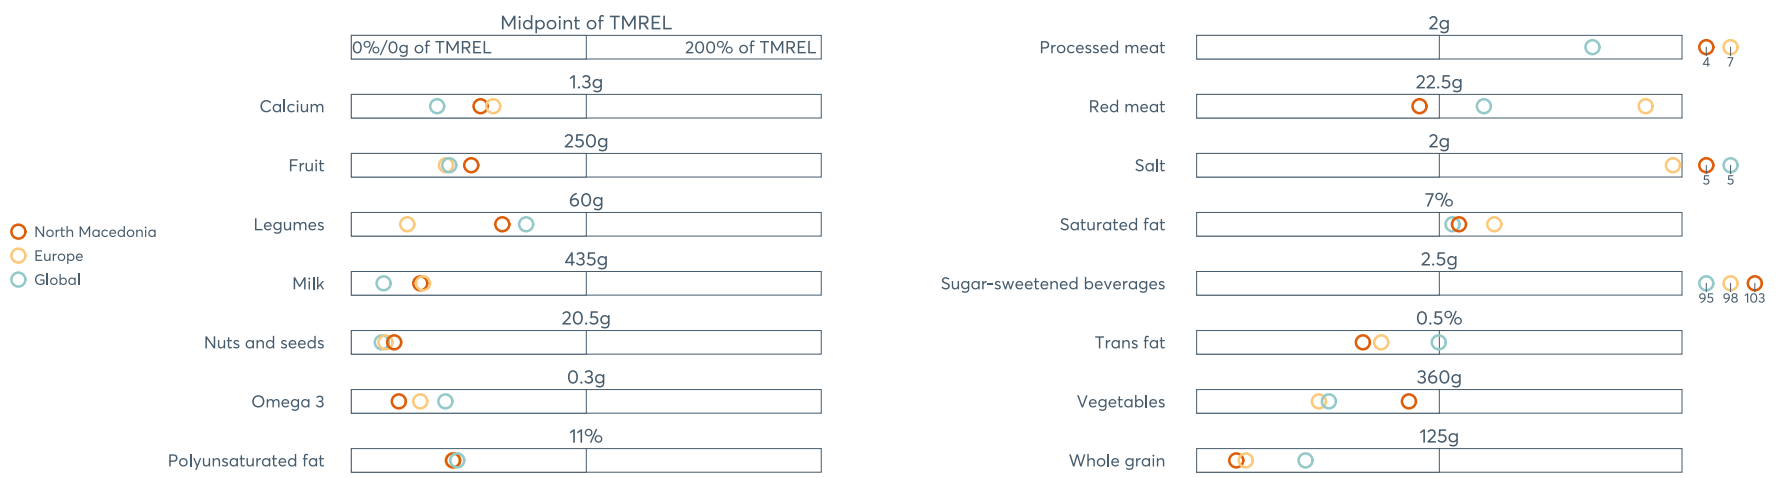 Midpoint of TMREL
0%/0g of TMREL
200% of TMREL
1.3g
Calcium
250g
Fruit
60g
Legumes
435g
Milk
20.5g
Nuts and seeds
0.3g
Omega 3
11%
Polyunsaturated fat
North Macedonia
Europe
Global
2g
Processed meat
4 7
22.5g
Red meat
2g
Salt
5 5
7%
Saturated fat
2.5g
Sugar-sweetened beverages
95 98 103
0.5%
Trans fat
360g
Vegetables
125g
Whole grain